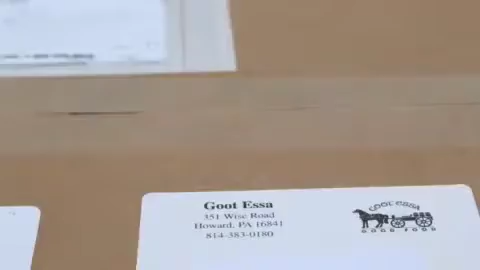 Goot Essa
351 Wise Road
Howard, PA 16841
814-383-0180
GOOT ESSA
GOOD FOOD